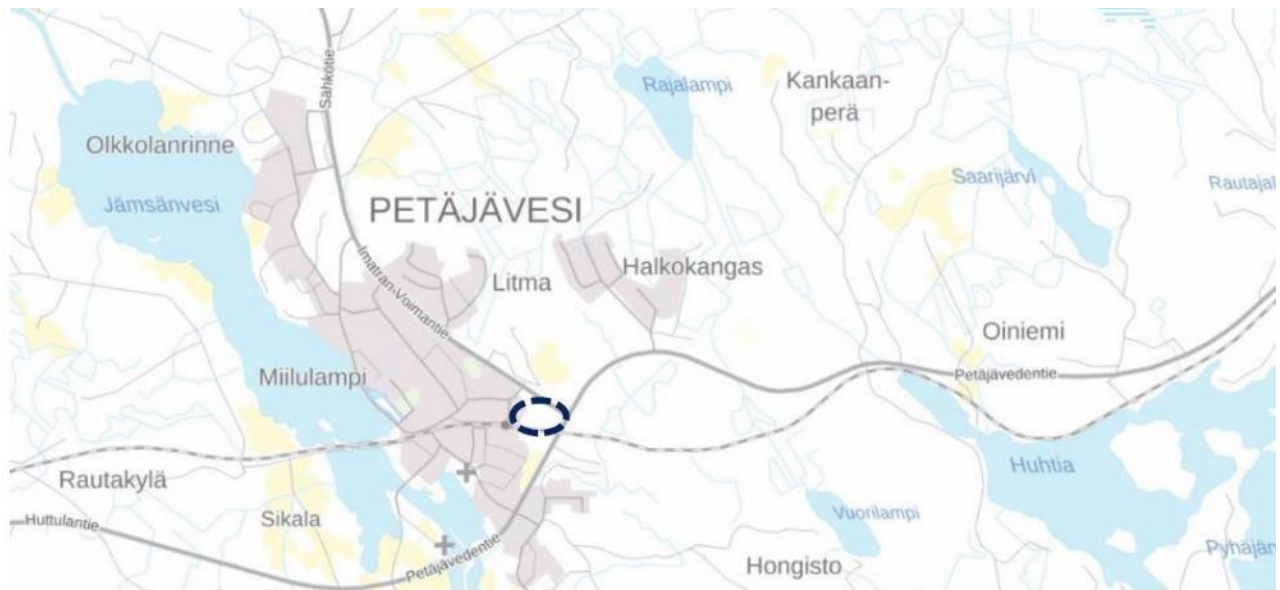 Sähkötie
Rajalampi
Kankaan-
perä
Olkkolanrinne
Saarijärvi
Rautajal
Jämsänvesi
PETÄJÄVESI
Imatran-Voimantie
Litma
Halkokangas
Oiniemi
Miilulampi
Petäjävedentie
Huhtia
Rautakylä
Vuorilampi
Huttulantie
Sikala
Petäjävedentie
Hongisto
Pyhäjär